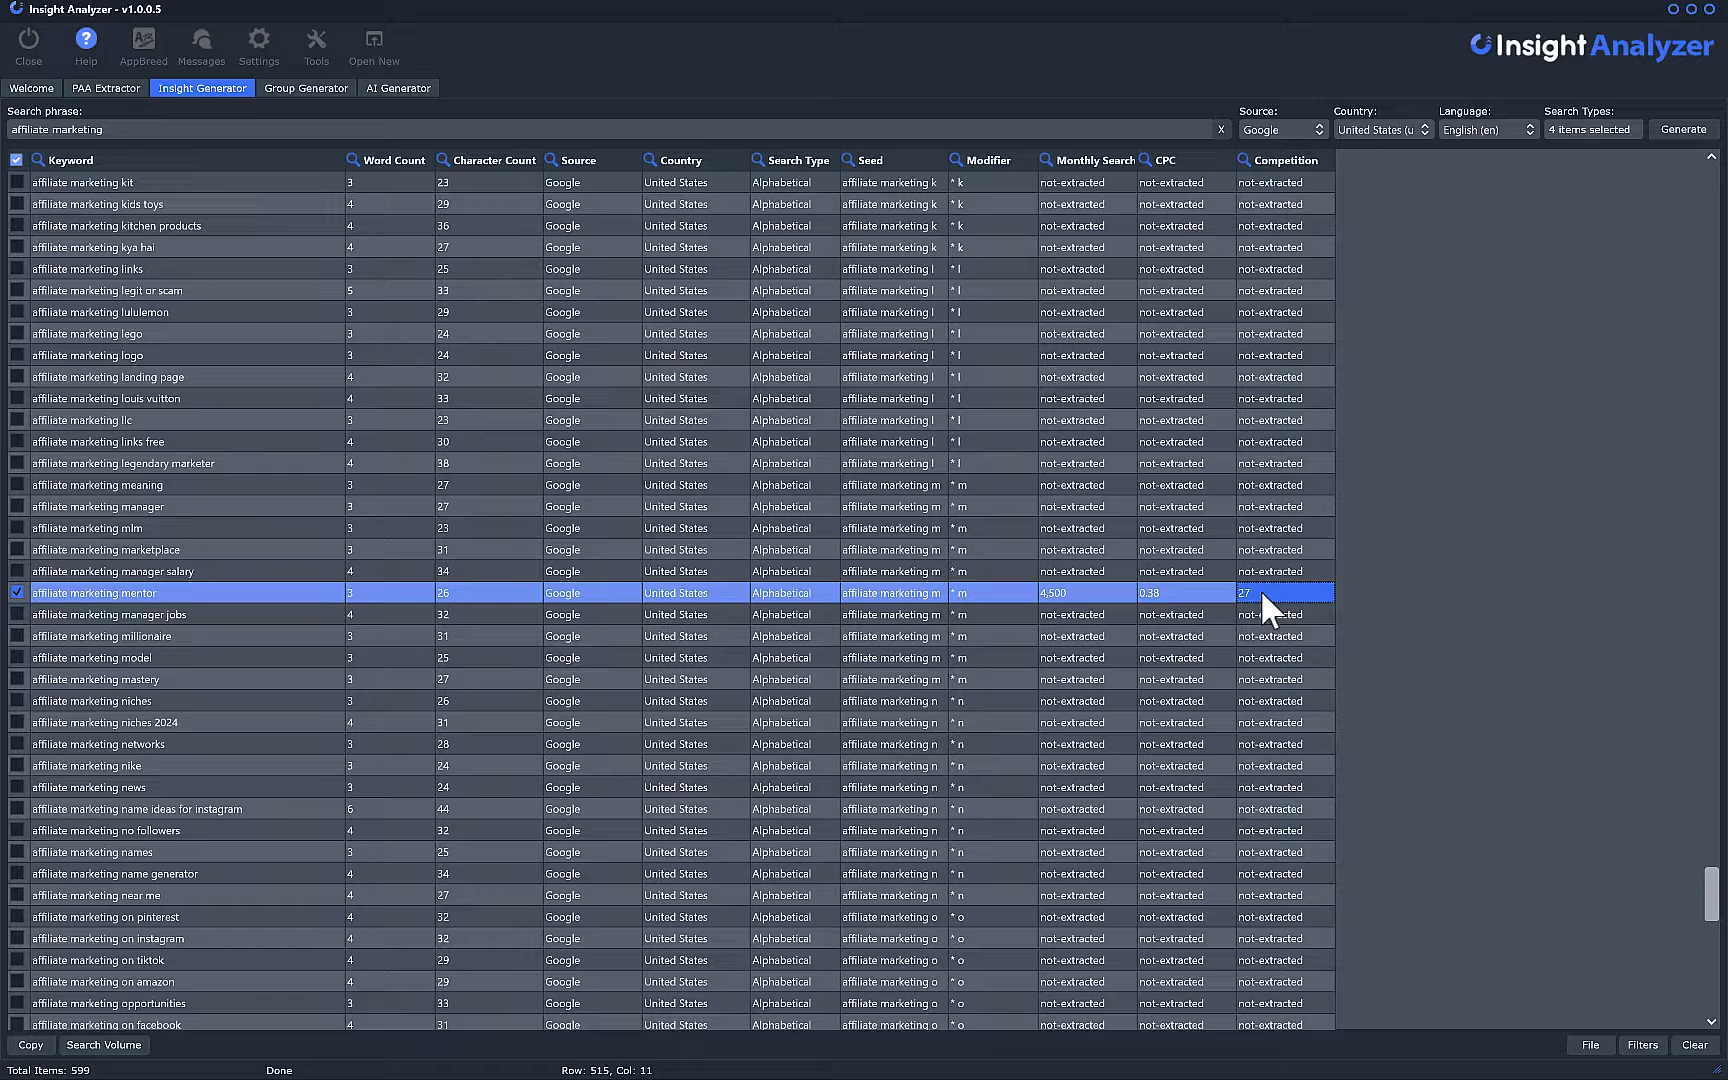 Insight Analyzer - v1.0.0.5
Close Help AppBreed Messages Settings Tools Open New
Insight Analyzer
Welcome PAA Extractor Insight Generator Group Generator AI Generator
Search phrase: Source: Country: Language: Search Types:
affiliate marketing X Google United States (u English (en) 4 items selected Generate
Keyword Word Count Character Count Source Country Search Type Seed Modifier Monthly Search CPC Competition
affiliate marketing kit 3 23 Google United States Alphabetical affiliate marketing k * k not-extracted not-extracted not-extracted
affiliate marketing kids toys 4 29 Google United States Alphabetical affiliate marketing k * k not-extracted not-extracted not-extracted
affiliate marketing kitchen products 4 36 Google United States Alphabetical affiliate marketing k * k not-extracted not-extracted not-extracted
affiliate marketing kya hai 4 27 Google United States Alphabetical affiliate marketing k * k not-extracted not-extracted not-extracted
affiliate marketing links 3 25 Google United States Alphabetical affiliate marketing l * l not-extracted not-extracted not-extracted
affiliate marketing legit or scam 5 33 Google United States Alphabetical affiliate marketing l * l not-extracted not-extracted not-extracted
affiliate marketing lululemon 3 29 Google United States Alphabetical affiliate marketing l * l not-extracted not-extracted not-extracted
affiliate marketing lego 3 24 Google United States Alphabetical affiliate marketing l * l not-extracted not-extracted not-extracted
affiliate marketing logo 3 24 Google United States Alphabetical affiliate marketing l * l not-extracted not-extracted not-extracted
affiliate marketing landing page 4 32 Google United States Alphabetical affiliate marketing l * l not-extracted not-extracted not-extracted
affiliate marketing louis vuitton 4 33 Google United States Alphabetical affiliate marketing l * l not-extracted not-extracted not-extracted
affiliate marketing llc 3 23 Google United States Alphabetical affiliate marketing l * l not-extracted not-extracted not-extracted
affiliate marketing links free 4 30 Google United States Alphabetical affiliate marketing l * l not-extracted not-extracted not-extracted
affiliate marketing legendary marketer 4 38 Google United States Alphabetical affiliate marketing l * l not-extracted not-extracted not-extracted
affiliate marketing meaning 3 27 Google United States Alphabetical affiliate marketing m * m not-extracted not-extracted not-extracted
affiliate marketing manager 3 27 Google United States Alphabetical affiliate marketing m * m not-extracted not-extracted not-extracted
affiliate marketing mlm 3 23 Google United States Alphabetical affiliate marketing m * m not-extracted not-extracted not-extracted
affiliate marketing marketplace 3 31 Google United States Alphabetical affiliate marketing m * m not-extracted not-extracted not-extracted
affiliate marketing manager salary 4 34 Google United States Alphabetical affiliate marketing m * m not-extracted not-extracted not-extracted
affiliate marketing mentor 3 26 Google United States Alphabetical affiliate marketing m * m 4,500 0.38 27
affiliate marketing manager jobs 4 32 Google United States Alphabetical affiliate marketing m * m not-extracted not-extracted not-extracted
affiliate marketing millionaire 3 31 Google United States Alphabetical affiliate marketing m * m not-extracted not-extracted not-extracted
affiliate marketing model 3 25 Google United States Alphabetical affiliate marketing m * m not-extracted not-extracted not-extracted
affiliate marketing mastery 3 27 Google United States Alphabetical affiliate marketing m * m not-extracted not-extracted not-extracted
affiliate marketing niches 3 26 Google United States Alphabetical affiliate marketing n * n not-extracted not-extracted not-extracted
affiliate marketing niches 2024 4 31 Google United States Alphabetical affiliate marketing n * n not-extracted not-extracted not-extracted
affiliate marketing networks 3 28 Google United States Alphabetical affiliate marketing n * n not-extracted not-extracted not-extracted
affiliate marketing nike 3 24 Google United States Alphabetical affiliate marketing n * n not-extracted not-extracted not-extracted
affiliate marketing news 3 24 Google United States Alphabetical affiliate marketing n * n not-extracted not-extracted not-extracted
affiliate marketing name ideas for instagram 6 44 Google United States Alphabetical affiliate marketing n * n not-extracted not-extracted not-extracted
affiliate marketing no followers 4 32 Google United States Alphabetical affiliate marketing n * n not-extracted not-extracted not-extracted
affiliate marketing names 3 25 Google United States Alphabetical affiliate marketing n * n not-extracted not-extracted not-extracted
affiliate marketing name generator 4 34 Google United States Alphabetical affiliate marketing n * n not-extracted not-extracted not-extracted
affiliate marketing near me 4 27 Google United States Alphabetical affiliate marketing n * n not-extracted not-extracted not-extracted
affiliate marketing on pinterest 4 32 Google United States Alphabetical affiliate marketing o * o not-extracted not-extracted not-extracted
affiliate marketing on instagram 4 32 Google United States Alphabetical affiliate marketing o * o not-extracted not-extracted not-extracted
affiliate marketing on tiktok 4 29 Google United States Alphabetical affiliate marketing o * o not-extracted not-extracted not-extracted
affiliate marketing on amazon 4 29 Google United States Alphabetical affiliate marketing o * o not-extracted not-extracted not-extracted
affiliate marketing opportunities 3 33 Google United States Alphabetical affiliate marketing o * o not-extracted not-extracted not-extracted
affiliate marketing on facebook 4 31 Google United States Alphabetical affiliate marketing o * o not-extracted not-extracted not-extracted
Copy Search Volume File Filters Clear
Total Items: 599 Done Row: 515, Col: 11